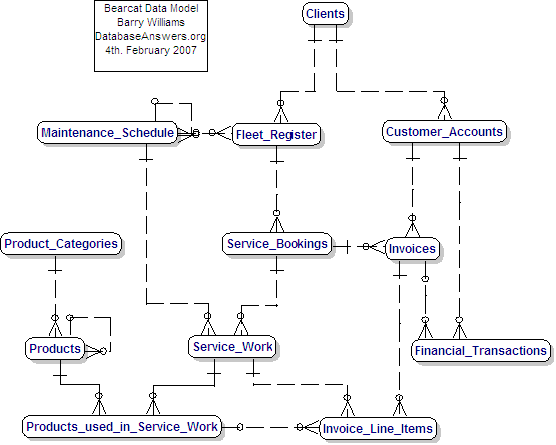 Bearcat Data Model
Barry Williams
DatabaseAnswers.org
4th. February 2007
Clients
Maintenance_Schedule
Fleet_Register
Customer_Accounts
Product_Categories
Service_Bookings
Invoices
Products
Service_Work
Financial_Transactions
Products_used_in_Service_Work
Invoice_Line_Items